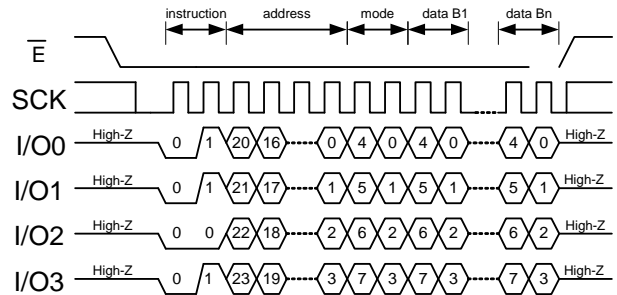 instruction address mode data B1 data Bn
E
SCK
I/O0 High-Z 0 1 20 16 0 4 0 4 0 4 0 High-Z
I/O1 High-Z 0 1 21 17 1 5 1 5 1 5 1 High-Z
I/O2 High-Z 0 0 22 18 2 6 2 6 2 6 2 High-Z
I/O3 High-Z 0 1 23 19 3 7 3 7 3 7 3 High-Z